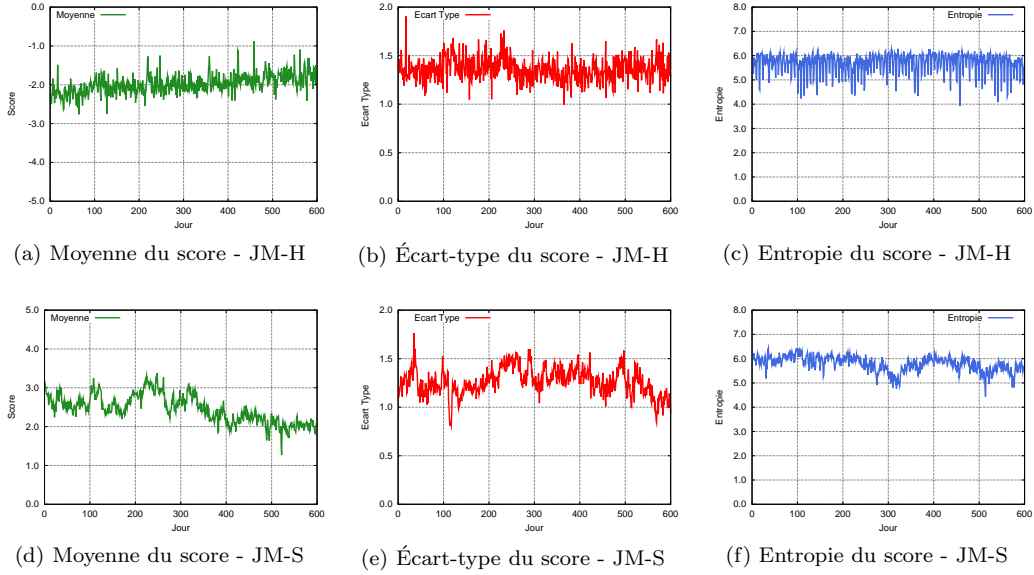 Moyenne
0.0
-1.0
-2.0
-3.0
-4.0
-5.0
Score
0 100 200 300 400 500 600
Jour
(a) Moyenne du score - JM-H
Ecart Type
2.0
1.5
1.0
0.5
0.0
Ecart Type
0 100 200 300 400 500 600
Jour
(b) Écart-type du score - JM-H
Entropie
8.0
7.0
6.0
5.0
4.0
3.0
2.0
1.0
0.0
Entropie
0 100 200 300 400 500 600
Jour
(c) Entropie du score - JM-H
Moyenne
5.0
4.0
3.0
2.0
1.0
0.0
Score
0 100 200 300 400 500 600
Jour
(d) Moyenne du score - JM-S
Ecart Type
2.0
1.5
1.0
0.5
0.0
Ecart Type
0 100 200 300 400 500 600
Jour
(e) Écart-type du score - JM-S
Entropie
8.0
7.0
6.0
5.0
4.0
3.0
2.0
1.0
0.0
Entropie
0 100 200 300 400 500 600
Jour
(f) Entropie du score - JM-S